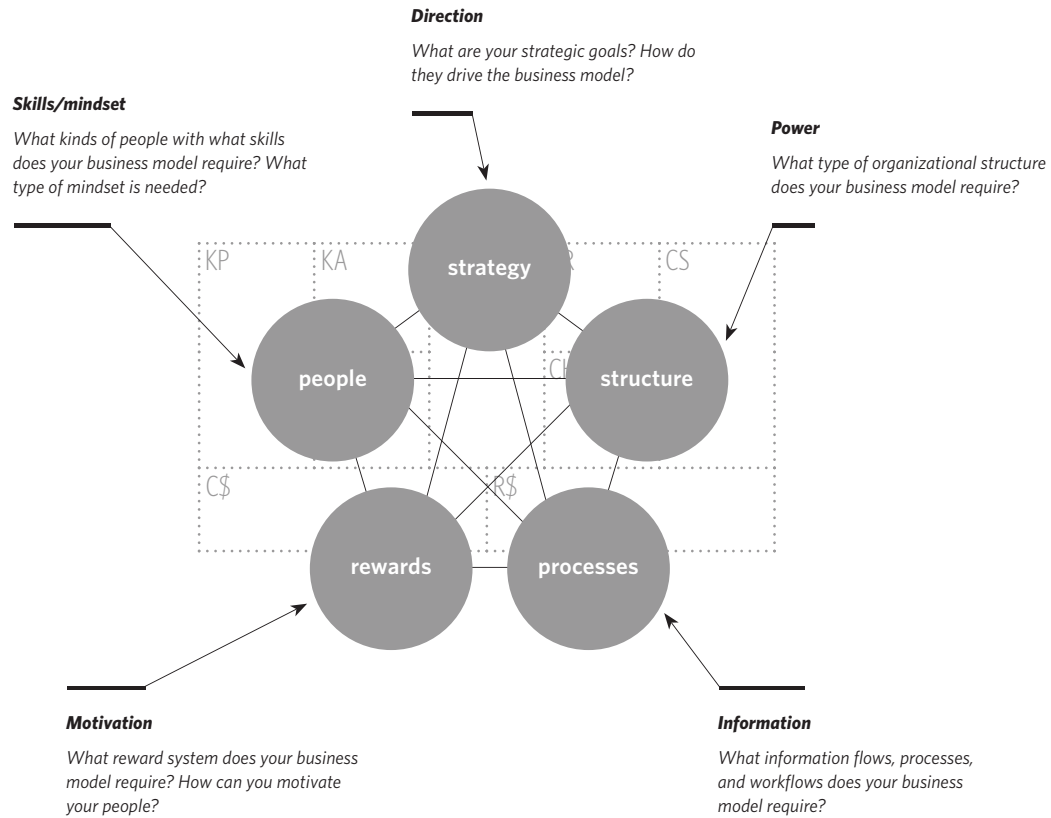 Direction
What are your strategic goals? How do
they drive the business model?
Skills/mindset
What kinds of people with what skills
does your business model require? What
type of mindset is needed?
Power
What type of organizational structure
does your business model require?
KP
KA
strategy
CS
people
structure
C$
R$
rewards
processes
Motivation
What reward system does your business
model require? How can you motivate
your people?
Information
What information flows, processes,
and workflows does your business
model require?